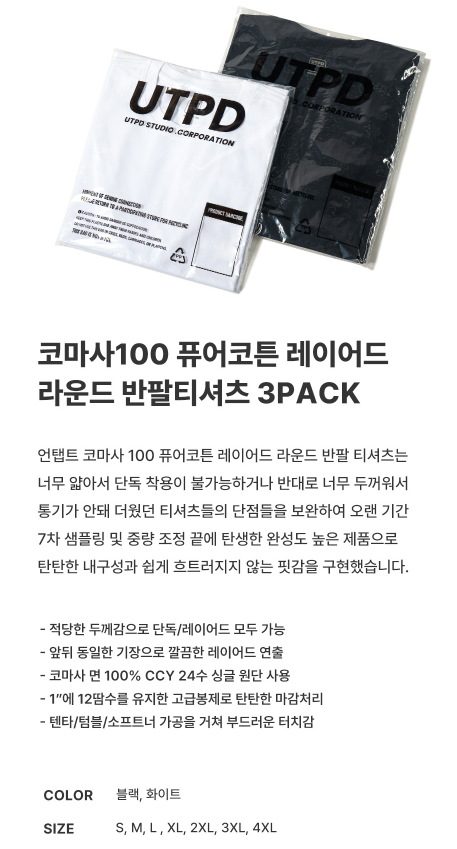 UTPD
UTPD STUDIO .CORPORATION
UTPD
.CORPORATION
PRODUCT BARCODE
PP
코마사100 퓨어코튼 레이어드
라운드 반팔티셔츠 3PACK
언탭트 코마사 100 퓨어코튼 레이어드 라운드 반팔 티셔츠는
너무 얇아서 단독 착용이 불가능하거나 반대로 너무 두꺼워서
통기가 안돼 더웠던 티셔츠들의 단점들을 보완하여 오랜 기간
7차 샘플링 및 중량 조정 끝에 탄생한 완성도 높은 제품으로
탄탄한 내구성과 쉽게 흐트러지지 않는 핏감을 구현했습니다.
- 적당한 두께감으로 단독/레이어드 모두 가능
- 앞뒤 동일한 기장으로 깔끔한 레이어드 연출
- 코마사 면 100% CCY 24수 싱글 원단 사용
- 1”에 12땀수를 유지한 고급봉제로 탄탄한 마감처리
- 텐타/텀블/소프트너 가공을 거쳐 부드러운 터치감
COLOR 블랙, 화이트
SIZE S, M, L , XL, 2XL, 3XL, 4XL